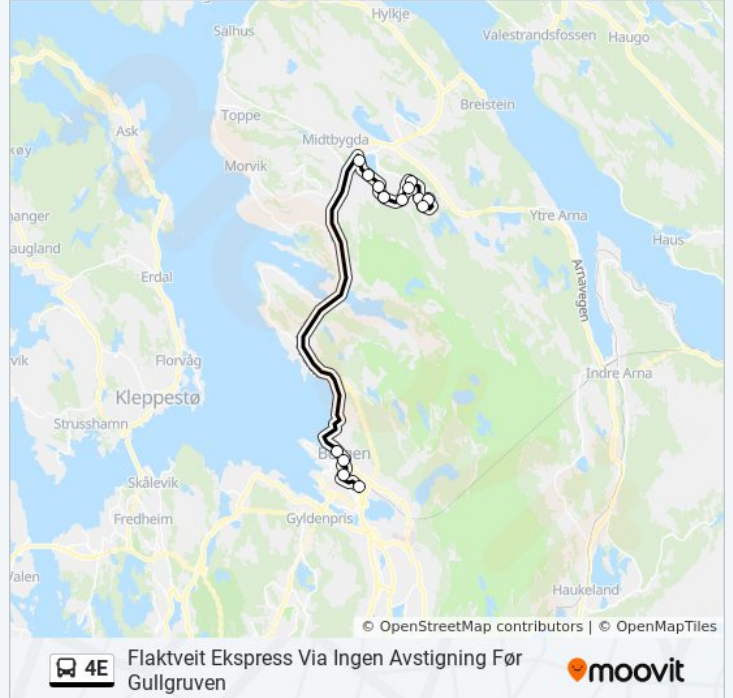 Hylkje
Salhus
Valestrandsfossen
Haugo
Breistein
Toppe
Ask
Midtbygda
Morvik
Ytre Arna
Haus
Erdal
Arnavegen
Florvåg
Indre Arna
Kleppestø
Strusshamn
Skålevik
Fredheim
Gyldenpris
Haukeland
© OpenStreetMap contributors | © OpenMapTiles
4E
Flaktveit Ekspress Via Ingen Avstigning Før
Gullgruven
moovit